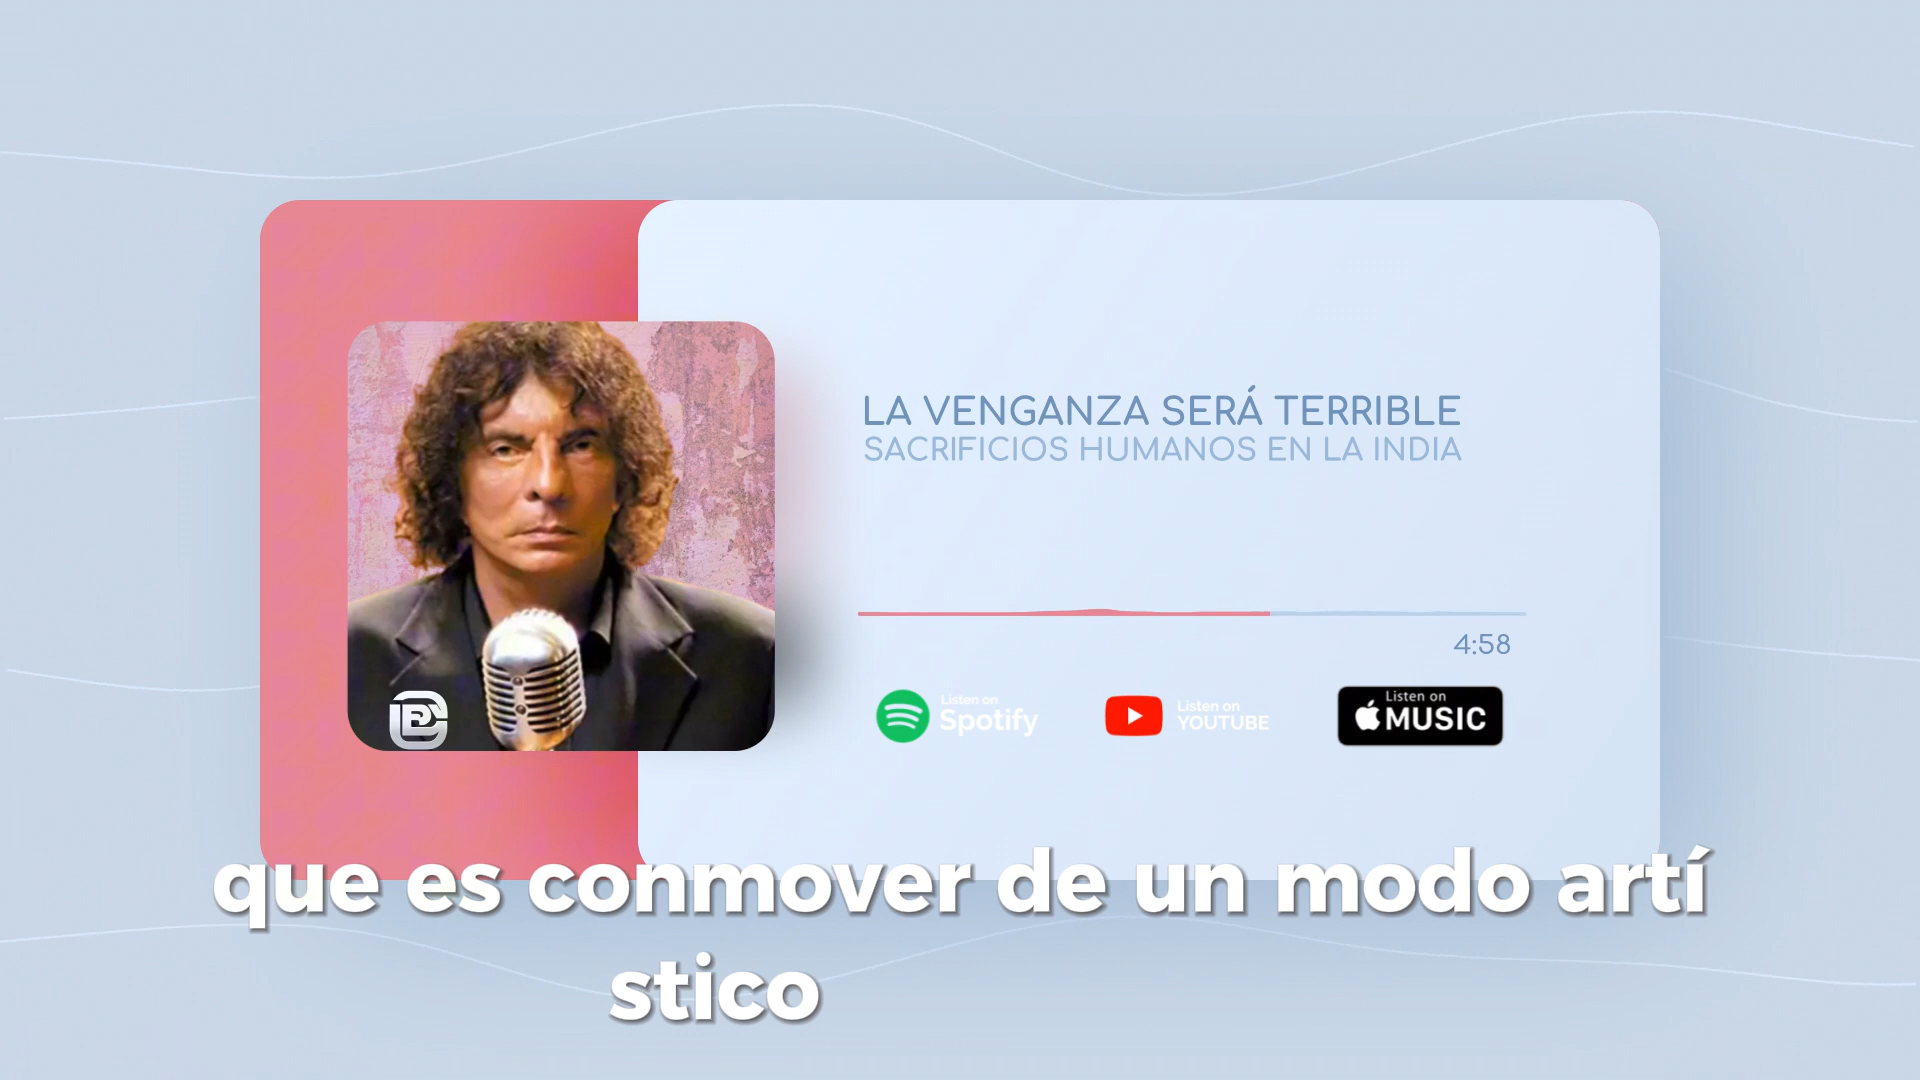 LA VENGANZA SERÁ TERRIBLE
SACRIFICIOS HUMANOS EN LA INDIA
4:58
Listen on
Spotify
Listen on
YOUTUBE
Listen on
MUSIC
que es conmover de un modo artí
stico